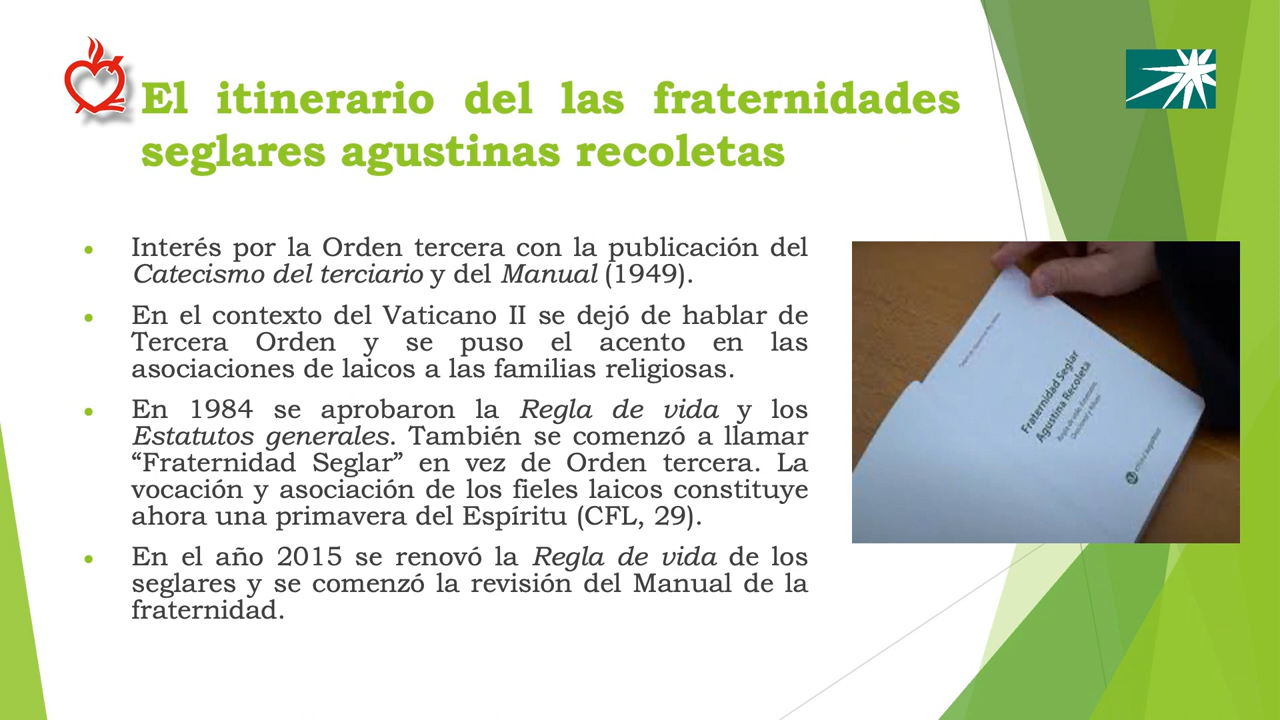 El itinerario del las fraternidades
seglares agustinas recoletas
Interés por la Orden tercera con la publicación del
Catecismo del terciario y del Manual (1949).
En el contexto del Vaticano II se dejó de hablar de
Tercera Orden y se puso el acento en las
asociaciones de laicos a las familias religiosas.
En 1984 se aprobaron la Regla de vida y los
Estatutos generales. También se comenzó a llamar
“Fraternidad Seglar” en vez de Orden tercera. La
vocación y asociación de los fieles laicos constituye
ahora una primavera del Espíritu (CFL, 29).
En el año 2015 se renovó la Regla de vida de los
seglares y se comenzó la revisión del Manual de la
fraternidad.
Fraternidad Seglar
Agustina Recoleta